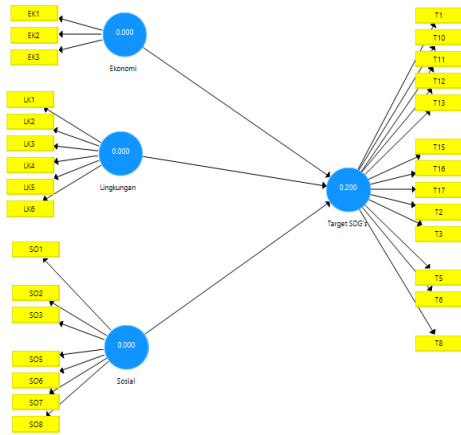 EK1
EK2
EK3
0.000
Ekonomi
LK1
LK2
LK3
LK4
LK5
LK6
0.000
Lingkungan
SO1
SO2
SO3
SO5
SO6
SO7
SO8
0.000
Sosial
0.200
Target SDG's
T1
T10
T11
T12
T13
T15
T16
T17
T2
T3
T5
T6
T8